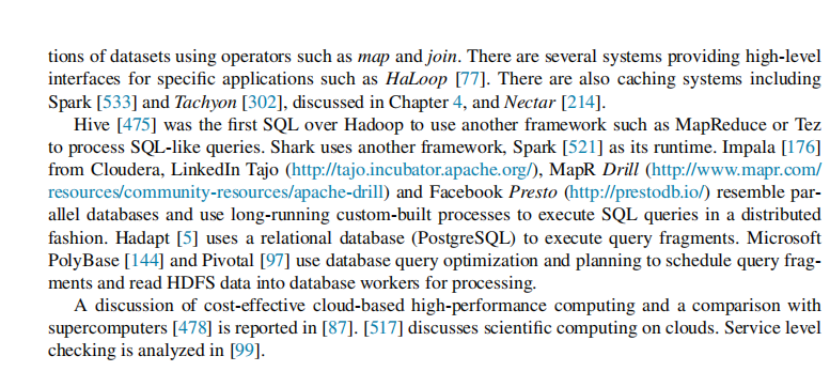 tions of datasets using operators such as map and join. There are several systems providing high-level
interfaces for specific applications such as HaLoop [77]. There are also caching systems including
Spark [533] and Tachyon [302], discussed in Chapter 4, and Nectar [214].
Hive [475] was the first SQL over Hadoop to use another framework such as MapReduce or Tez
to process SQL-like queries. Shark uses another framework, Spark [521] as its runtime. Impala [176]
from Cloudera, LinkedIn Tajo (http://tajo.incubator.apache.org/), MapR Drill (http://www.mapr.com/
resources/community-resources/apache-drill) and Facebook Presto (http://prestodb.io/) resemble par-
allel databases and use long-running custom-built processes to execute SQL queries in a distributed
fashion. Hadapt [5] uses a relational database (PostgreSQL) to execute query fragments. Microsoft
PolyBase [144] and Pivotal [97] use database query optimization and planning to schedule query frag-
ments and read HDFS data into database workers for processing.
A discussion of cost-effective cloud-based high-performance computing and a comparison with
supercomputers [478] is reported in [87]. [517] discusses scientific computing on clouds. Service level
checking is analyzed in [99].